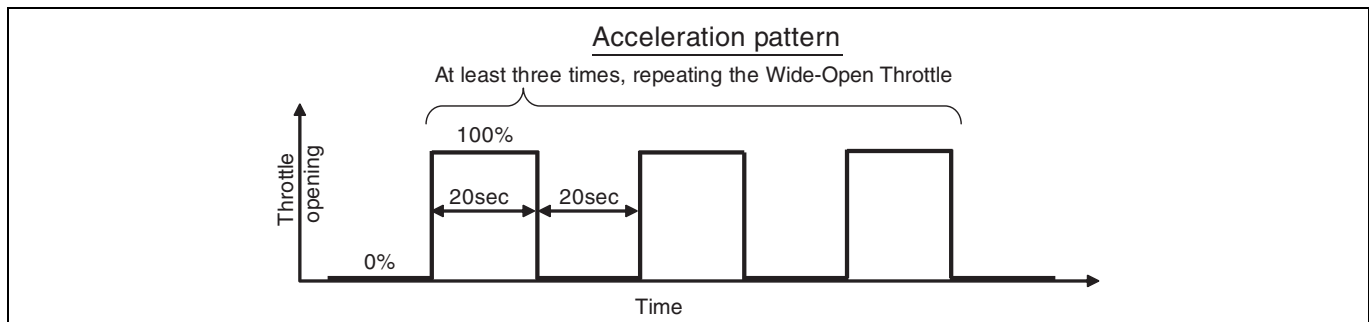 Acceleration pattern
At least three times, repeating the Wide-Open Throttle
100%
20sec
20sec
0%
Throttle
opening
Time